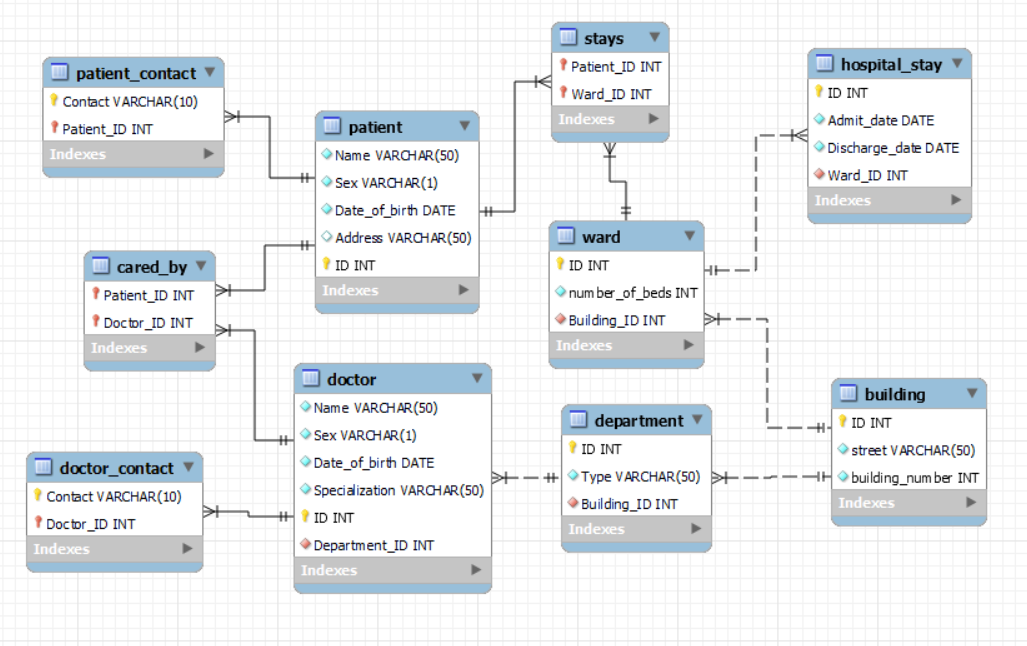 patient_contact
Contact VARCHAR(10)
Patient_ID INT
Indexes
patient
Name VARCHAR(50)
Sex VARCHAR(1)
Date_of_birth DATE
Address VARCHAR(50)
ID INT
Indexes
stays
Patient_ID INT
Ward_ID INT
Indexes
hospital_stay
ID INT
Admit_date DATE
Discharge_date DATE
Ward_ID INT
Indexes
cared_by
Patient_ID INT
Doctor_ID INT
Indexes
ward
ID INT
number_of_beds INT
Building_ID INT
Indexes
doctor
Name VARCHAR(50)
Sex VARCHAR(1)
Date_of_birth DATE
Specialization VARCHAR(50)
ID INT
Department_ID INT
Indexes
department
ID INT
Type VARCHAR(50)
Building_ID INT
Indexes
building
ID INT
street VARCHAR(50)
building_number INT
Indexes
doctor_contact
Contact VARCHAR(10)
Doctor_ID INT
Indexes